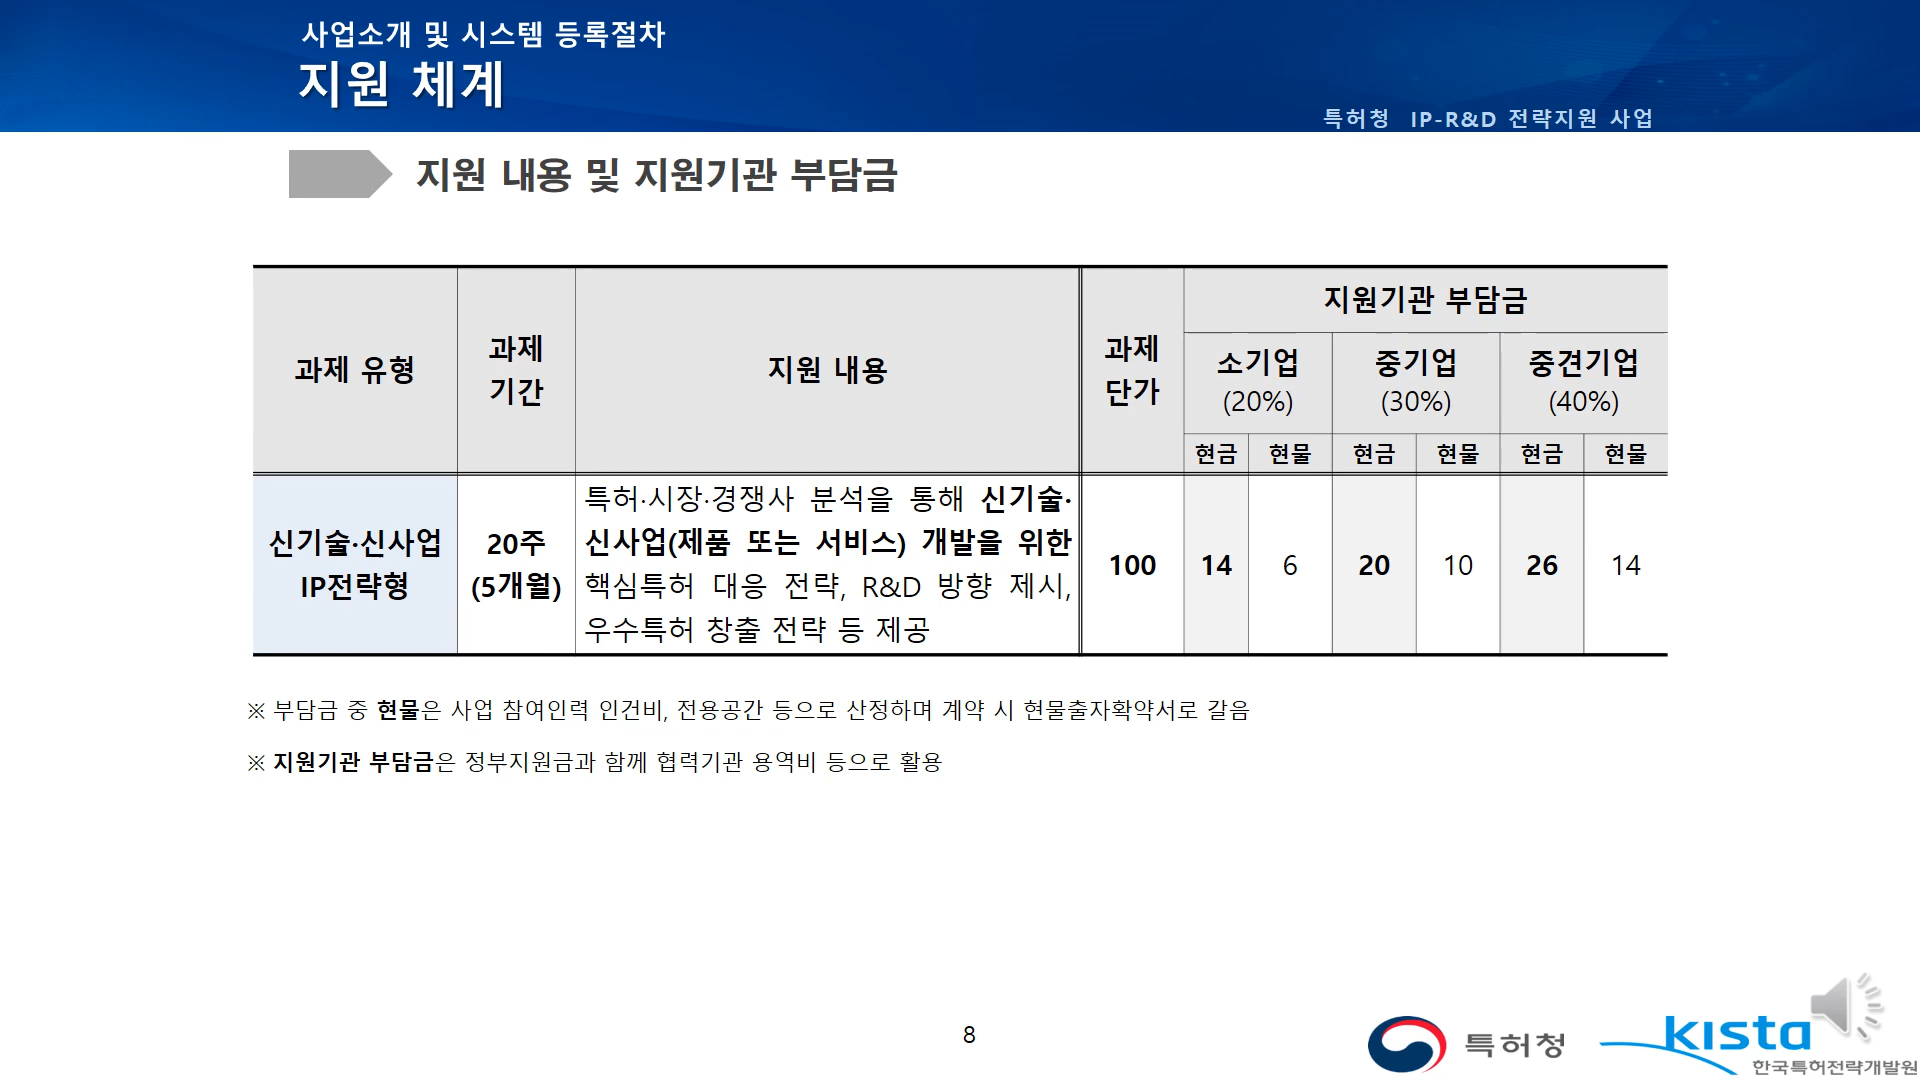 사업소개 및 시스템 등록절차
지원 체계
특허청 IP-R&D 전략지원 사업
지원 내용 및 지원기관 부담금
과제 유형
과제
기간
지원 내용
과제
단가
지원기관 부담금
소기업
(20%)
중기업
(30%)
중견기업
(40%)
현금 현물 현금 현물 현금 현물
신기술·신사업
IP전략형
20주
(5개월)
특허·시장·경쟁사 분석을 통해 신기술·
신사업(제품 또는 서비스) 개발을 위한
핵심특허 대응 전략, R&D 방향 제시,
우수특허 창출 전략 등 제공
100 14 6 20 10 26 14
※ 부담금 중 현물은 사업 참여인력 인건비, 전용공간 등으로 산정하며 계약 시 현물출자확약서로 갈음
※ 지원기관 부담금은 정부지원금과 함께 협력기관 용역비 등으로 활용
8
특허청
kista
한국특허전략개발원